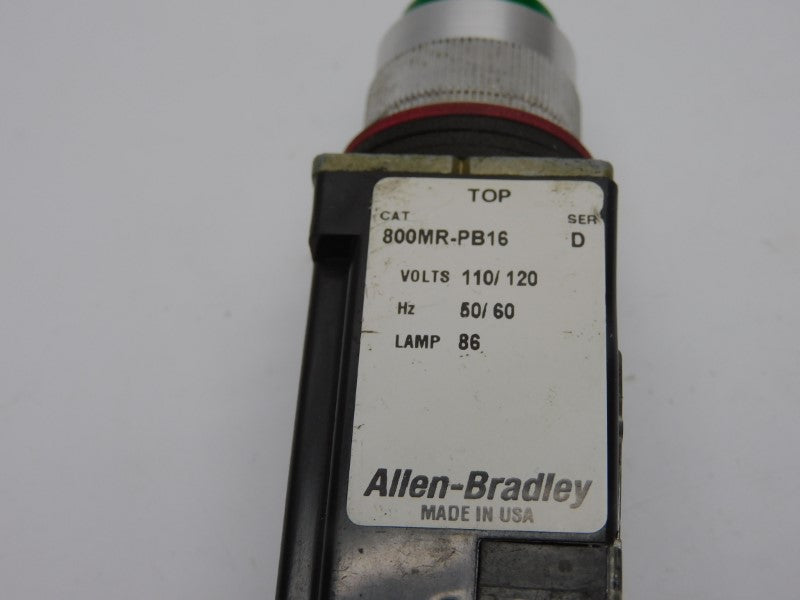 TOP
CAT SER
800MR-PB16 D
VOLTS 110/120
Hz 50/60
LAMP 86
Allen-Bradley
MADE IN USA